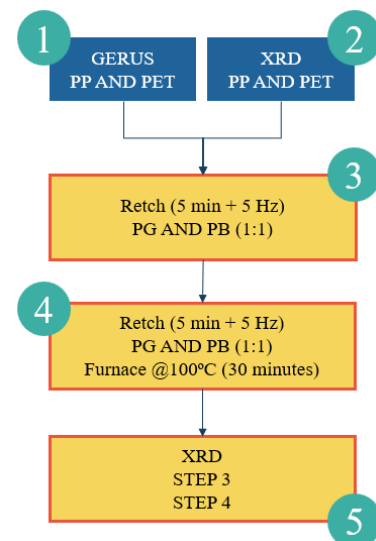 1
GERUS
PP AND PET
2
XRD
PP AND PET
3
Retch (5 min + 5 Hz)
PG AND PB (1:1)
4
Retch (5 min + 5 Hz)
PG AND PB (1:1)
Furnace @100ºC (30 minutes)
XRD
STEP 3
STEP 4
5